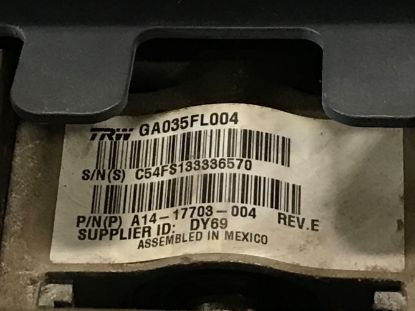 TRW GA035FL004
S/N(S) C54FS133336570
P/N(P) A14-17703-004 REV.E
SUPPLIER ID: DY69
ASSEMBLED IN MEXICO